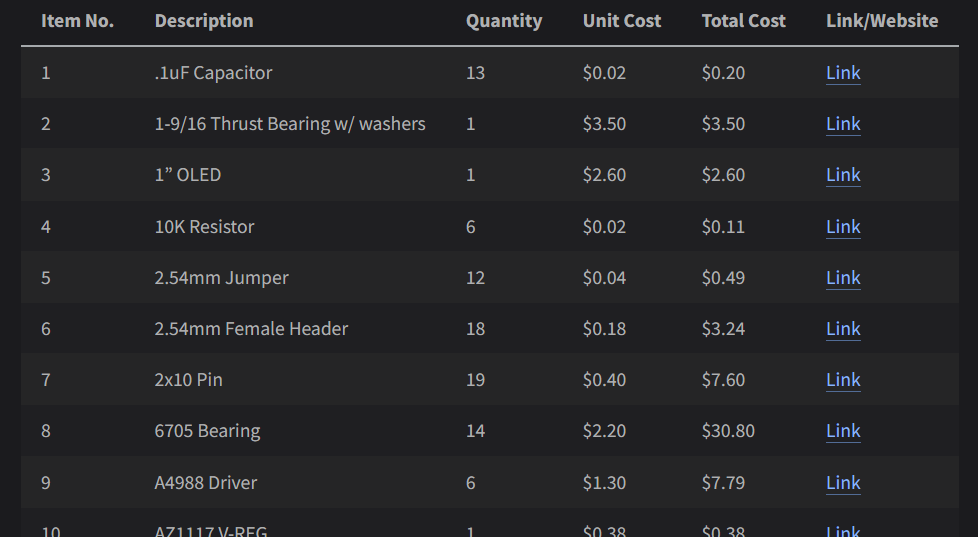 Item No. Description Quantity Unit Cost Total Cost Link/Website
1 .1uF Capacitor 13 $0.02 $0.20 Link
2 1-9/16 Thrust Bearing w/ washers 1 $3.50 $3.50 Link
3 1” OLED 1 $2.60 $2.60 Link
4 10K Resistor 6 $0.02 $0.11 Link
5 2.54mm Jumper 12 $0.04 $0.49 Link
6 2.54mm Female Header 18 $0.18 $3.24 Link
7 2x10 Pin 19 $0.40 $7.60 Link
8 6705 Bearing 14 $2.20 $30.80 Link
9 A4988 Driver 6 $1.30 $7.79 Link
10 AZ1117 V-REG 1 $0.38 $0.38 Link